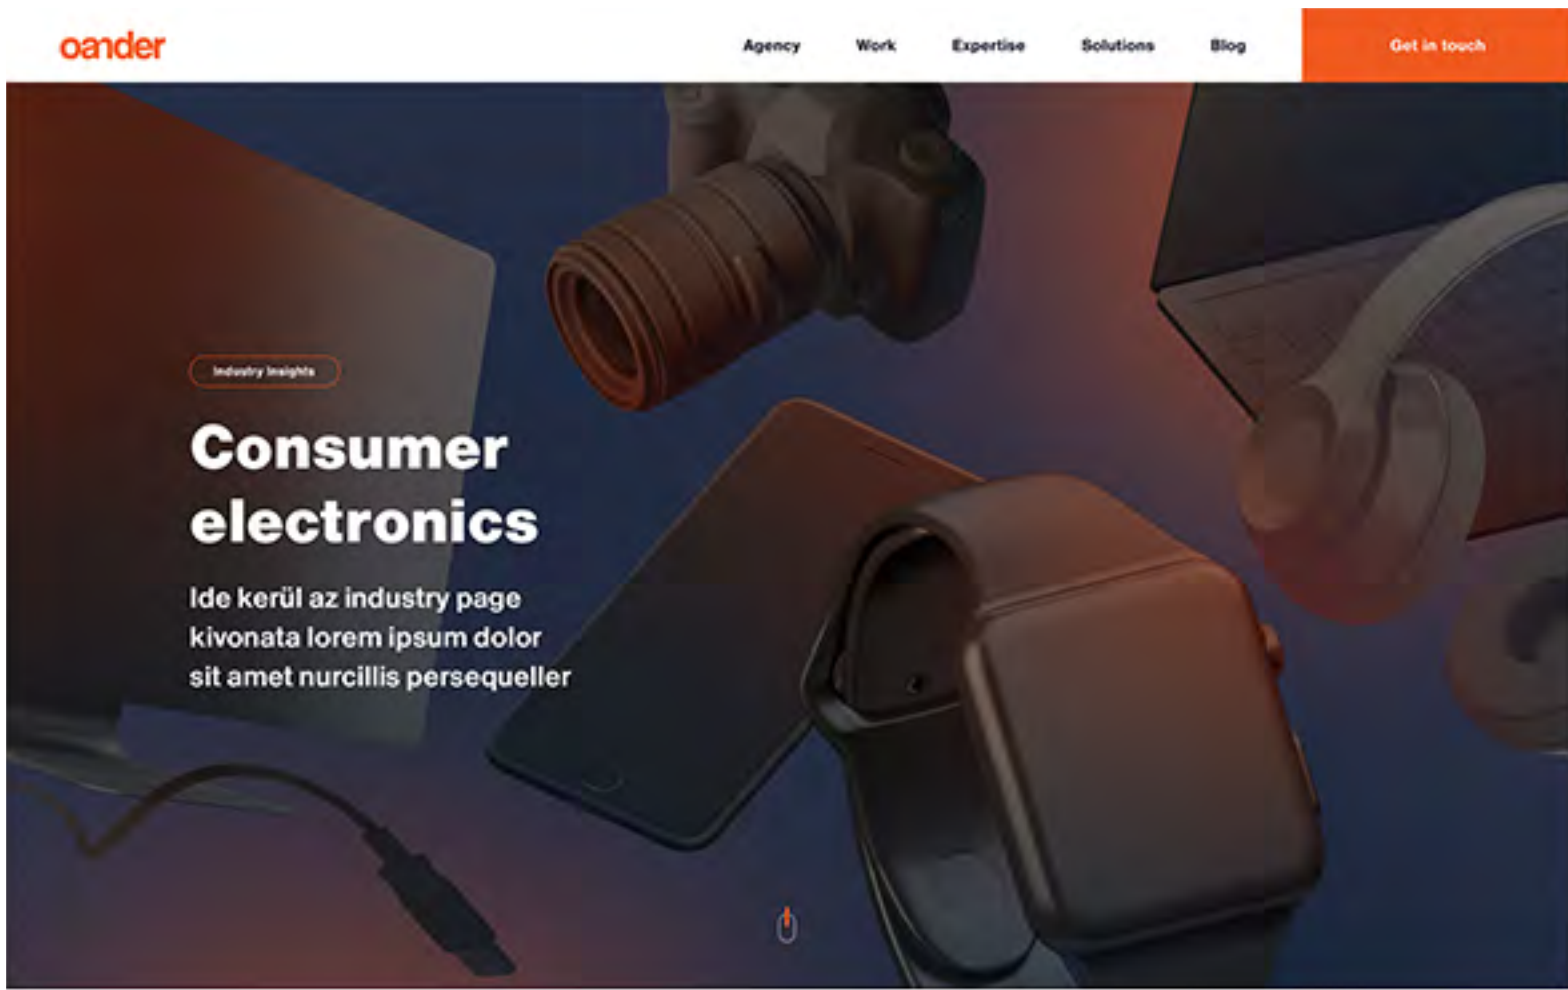 oander
Agency Work Expertise Solutions Blog Get in touch
Industry Insights
Consumer
electronics
Ide kerül az industry page
kivonata lorem ipsum dolor
sit amet nurcillis persequeller